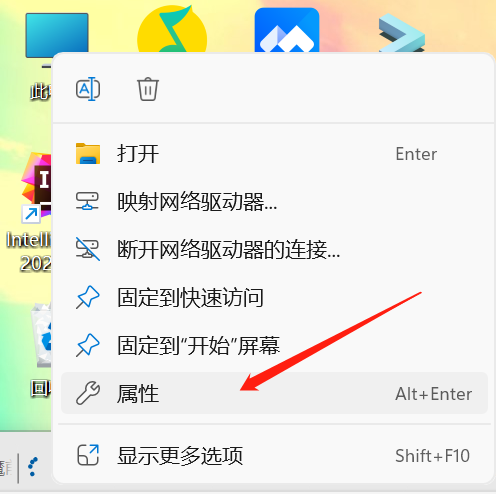 此
打开 Enter
映射网络驱动器...
断开网络驱动器的连接...
固定到快速访问
固定到“开始”屏幕
Intelli
202
回
属性 Alt+Enter
显示更多选项 Shift+F10